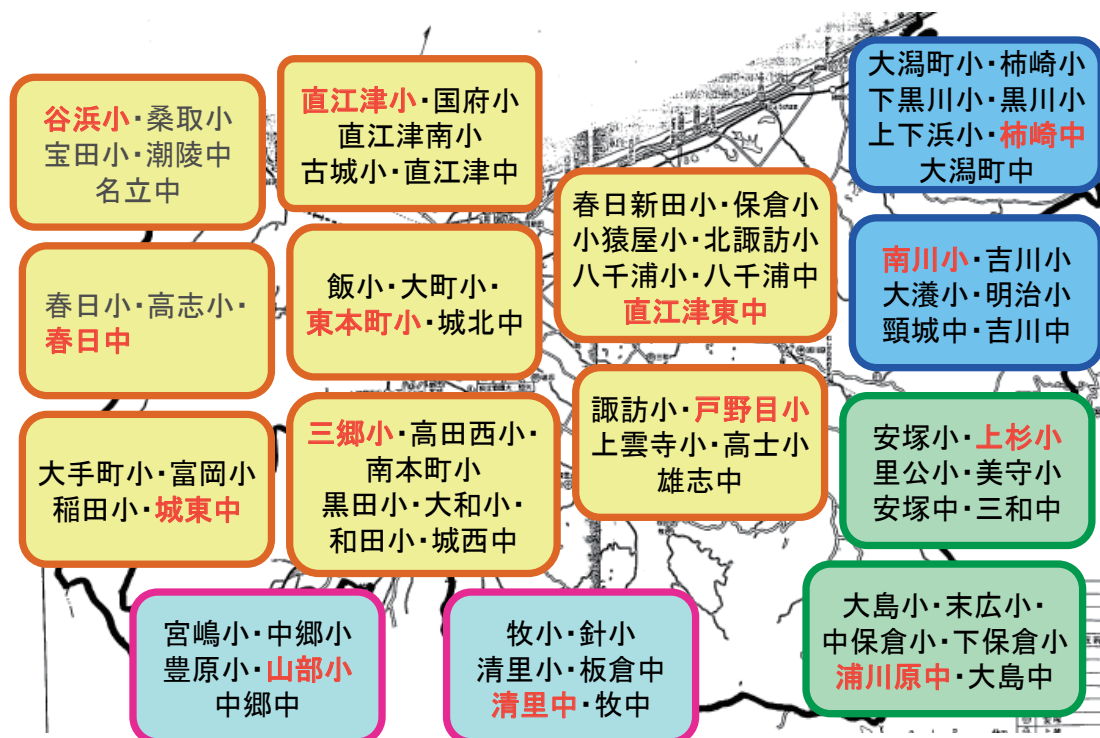 谷浜小・桑取小
宝田小・潮陵中
名立中
直江津小・国府小
直江津南小
古城小・直江津中
大潟町小・柿崎小
下黒川小・黒川小
上下浜小・柿崎中
大潟町中
春日新田小・保倉小
小猿屋小・北諏訪小
八千浦小・八千浦中
直江津東中
春日小・高志小・
春日中
飯小・大町小・
東本町小・城北中
南川小・吉川小
大瀁小・明治小
頸城中・吉川中
大手町小・富岡小
稲田小・城東中
三郷小・高田西小・
南本町小
黒田小・大和小・
和田小・城西中
諏訪小・戸野目小
上雲寺小・高士小
雄志中
安塚小・上杉小
里公小・美守小
安塚中・三和中
宮嶋小・中郷小
豊原小・山部小
中郷中
牧小・針小
清里小・板倉中
清里中・牧中
大島小・末広小・
中保倉小・下保倉小
浦川原中・大島中